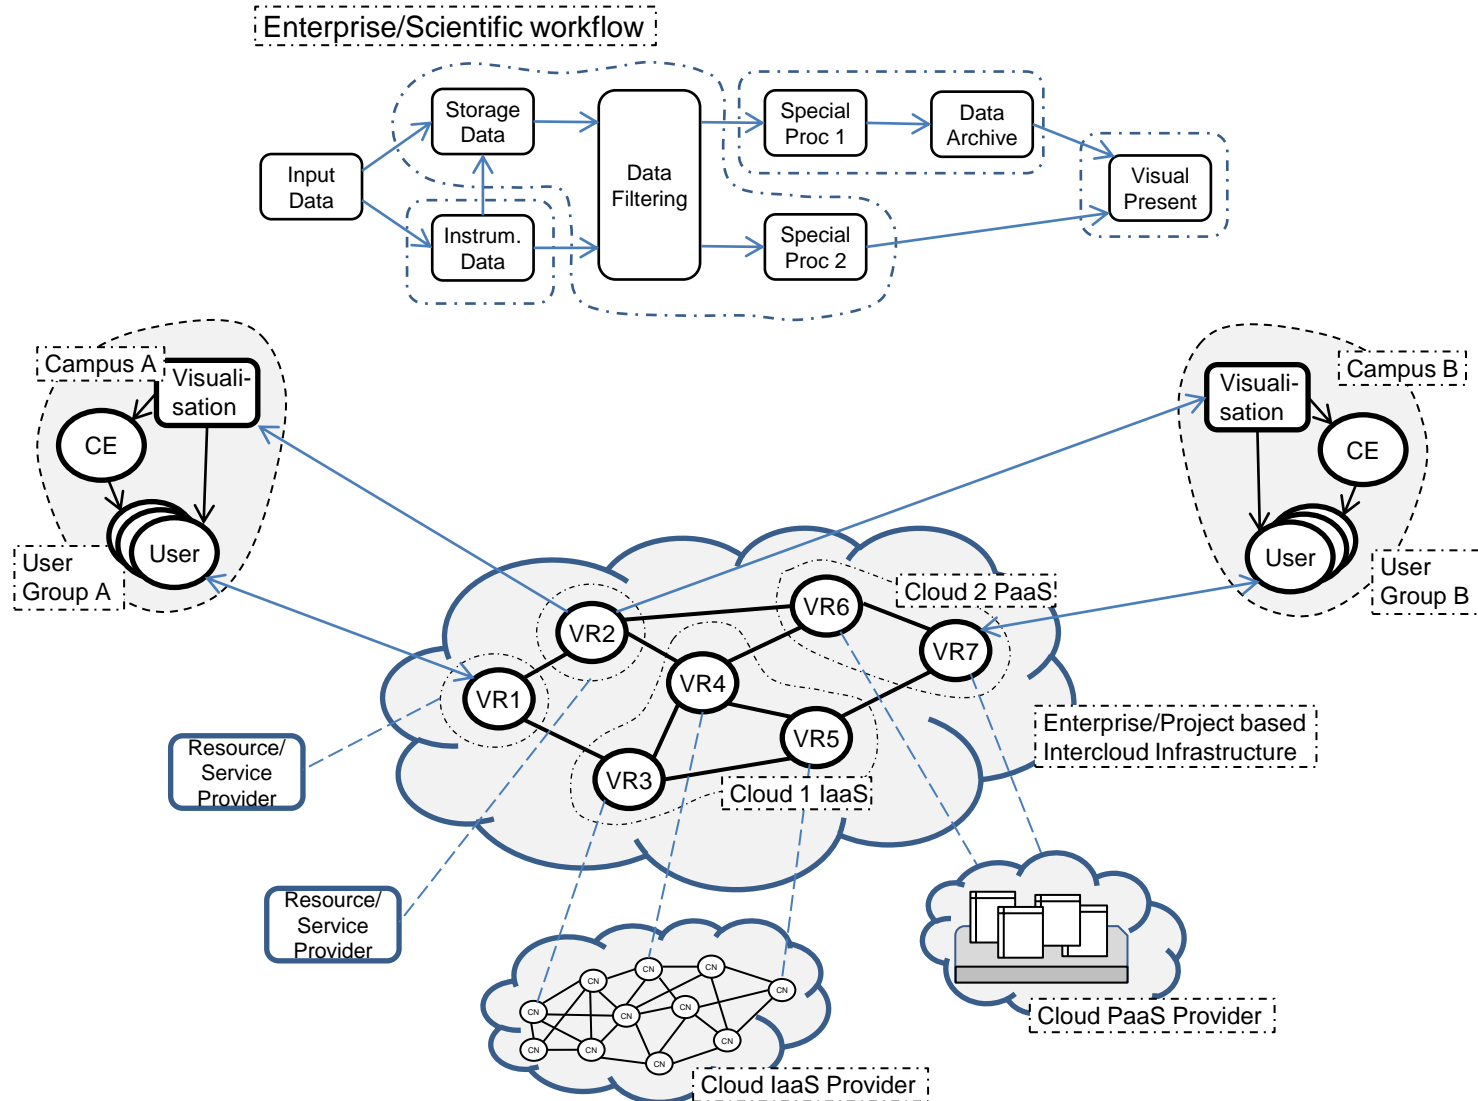 Enterprise/Scientific workflow
Storage
Data
Special
Proc 1
Data
Archive
Input
Data
Data
Filtering
Visual
Present
Instrum.
Data
Special
Proc 2
Campus A
Visuali-
sation
CE
User
User
Group A
Campus B
Visuali-
sation
CE
User
User
Group B
VR6
Cloud 2 PaaS
VR2
VR7
VR4
VR1
VR5
VR3
Cloud 1 IaaS
Enterprise/Project based
Intercloud Infrastructure
Resource/
Service
Provider
Resource/
Service
Provider
CN
CN
CN
CN
CN
CN
CN
CN
CN
CN
CN
CN
Cloud PaaS Provider
Cloud IaaS Provider